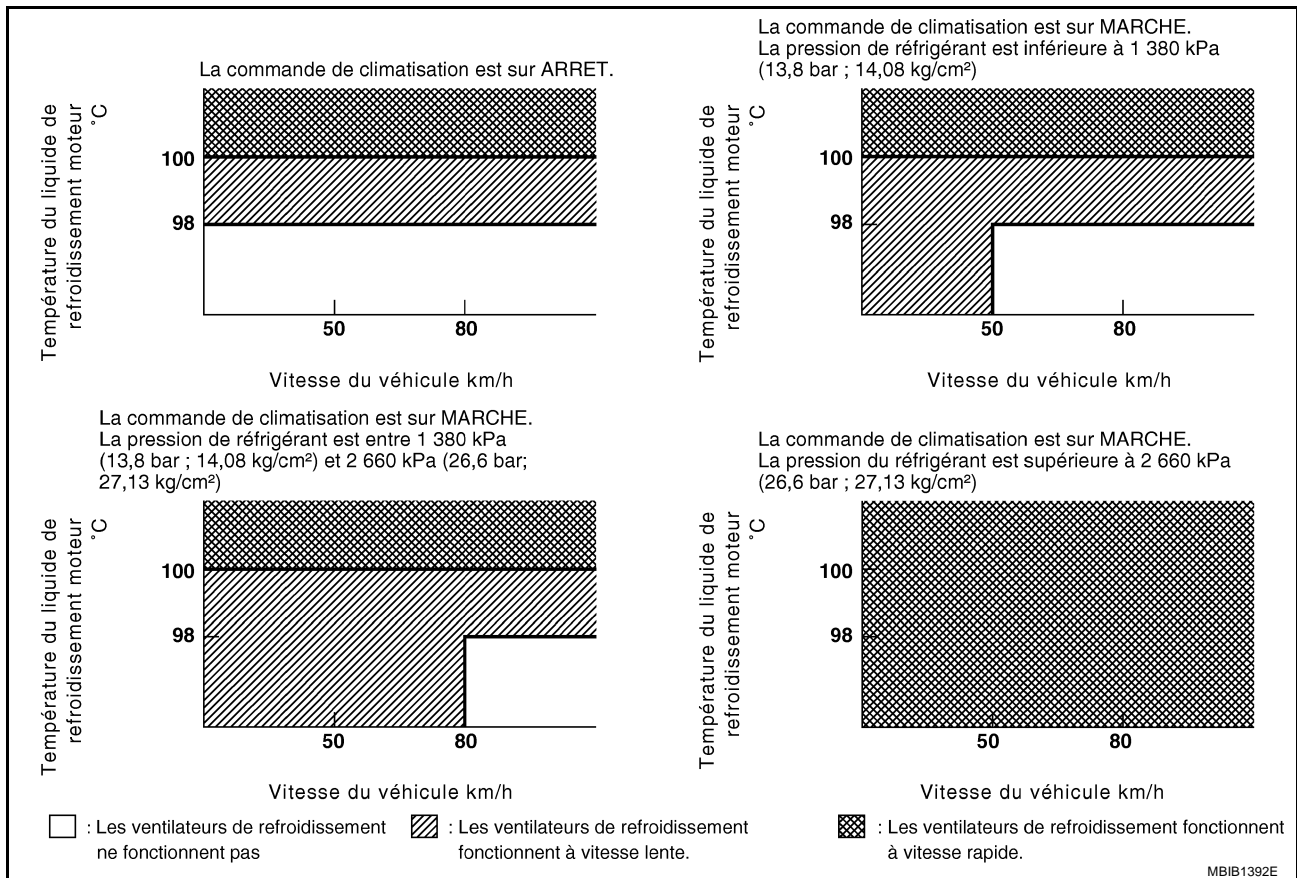 La commande de climatisation est sur ARRET.
Température du liquide de
refroidissement moteur
°C
100
98
50
80
Vitesse du véhicule km/h
La commande de climatisation est sur MARCHE.
La pression de réfrigérant est inférieure à 1 380 kPa
(13,8 bar ; 14,08 kg/cm²)
Température du liquide de
refroidissement moteur
°C
100
98
50
80
Vitesse du véhicule km/h
La commande de climatisation est sur MARCHE.
La pression de réfrigérant est entre 1 380 kPa
(13,8 bar ; 14,08 kg/cm²) et 2 660 kPa (26,6 bar;
27,13 kg/cm²)
Température du liquide de
refroidissement moteur
°C
100
98
50
80
Vitesse du véhicule km/h
La commande de climatisation est sur MARCHE.
La pression du réfrigérant est supérieure à 2 660 kPa
(26,6 bar ; 27,13 kg/cm²)
Température du liquide de
refroidissement moteur
°C
100
98
50
80
Vitesse du véhicule km/h
: Les ventilateurs de refroidissement
ne fonctionnent pas
: Les ventilateurs de refroidissement
fonctionnent à vitesse lente.
: Les ventilateurs de refroidissement fonctionnent
à vitesse rapide.
MBIB1392E